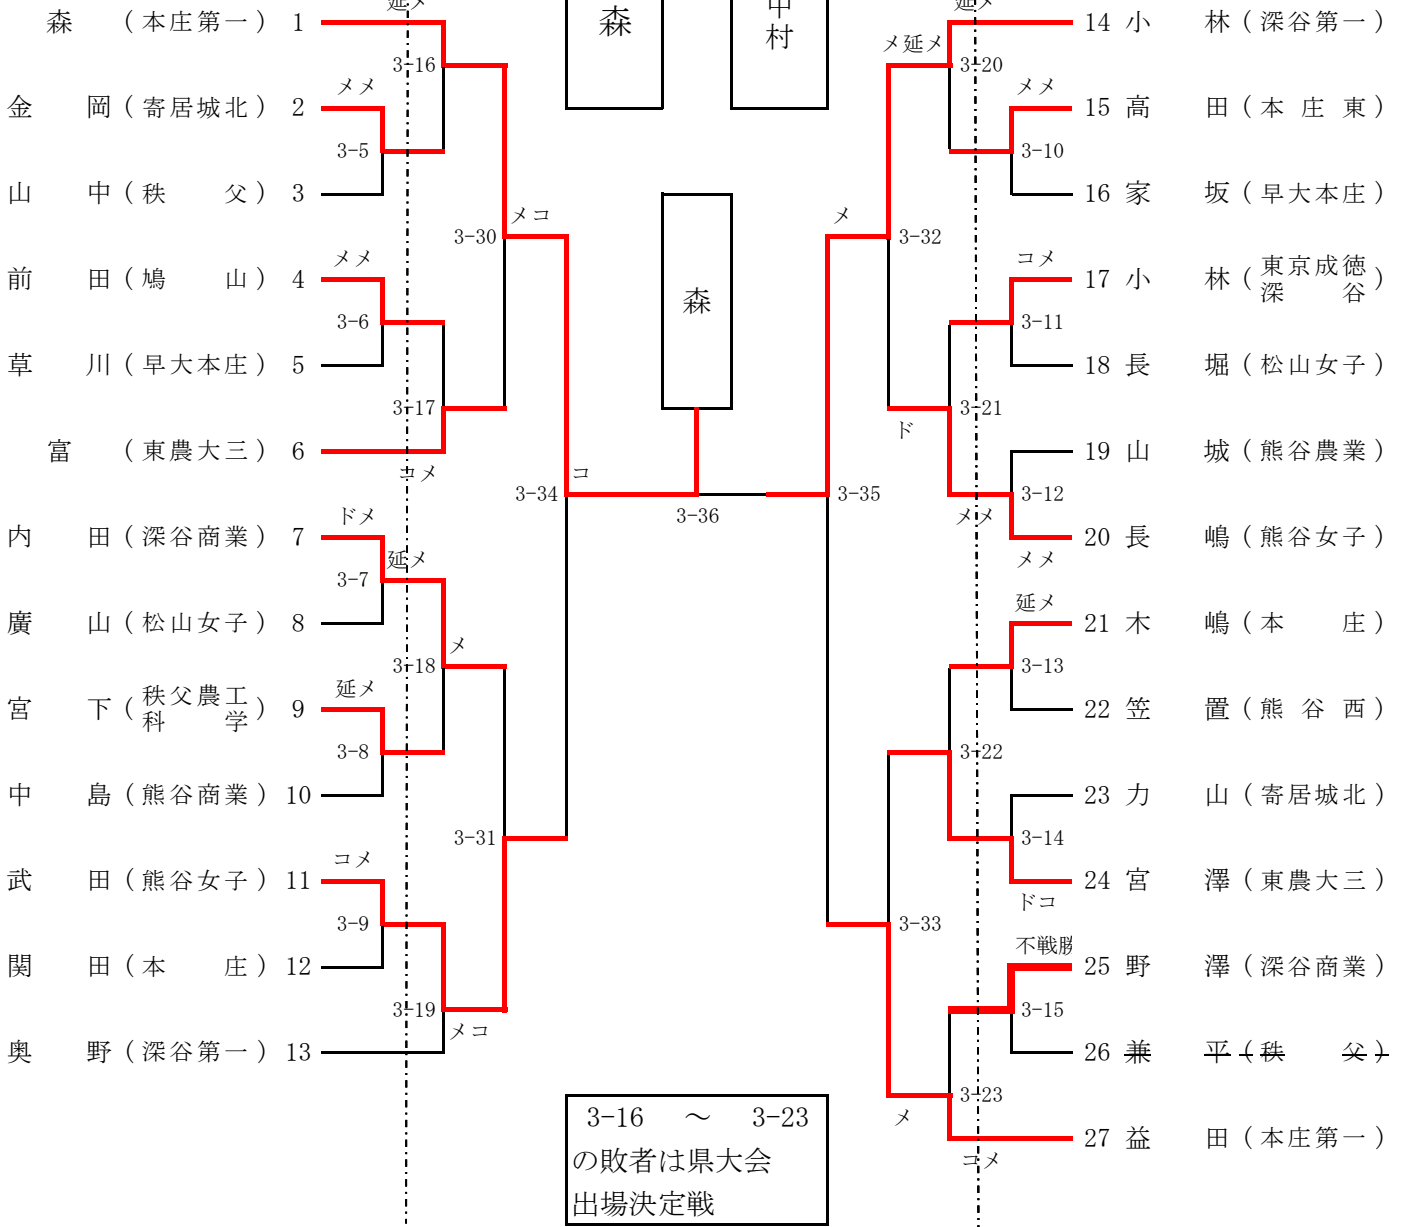 延メ
延メ
森
中村
森 (本庄第一) 1
3-16
メメ
金 岡 (寄居城北) 2
3-5
山 中 (秩 父) 3
メコ
3-30
メメ
前 田 (鳩 山) 4
3-6
草 川 (早大本庄) 5
3-17
富 (東農大三) 6
コメ
コ
3-34
ドメ
内 田 (深谷商業) 7
延メ
3-7
廣 山 (松山女子) 8
メ
3-18
延メ
宮 下 (秩父農工科 学) 9
3-8
中 島 (熊谷商業) 10
3-31
コメ
武 田 (熊谷女子) 11
3-9
関 田 (本 庄) 12
3-19
メコ
奥 野 (深谷第一) 13
森
3-36
14 小 林 (深谷第一)
メ延メ
3-20
メメ
15 高 田 (本 庄 東)
3-10
16 家 坂 (早大本庄)
メ
3-32
コメ
17 小 林 (東京成徳深 谷)
3-11
18 長 堀 (松山女子)
3-21
ド
19 山 城 (熊谷農業)
3-35
3-12
メメ
20 長 嶋 (熊谷女子)
メメ
延メ
21 木 嶋 (本 庄)
3-13
22 笠 置 (熊 谷 西)
3-22
23 力 山 (寄居城北)
3-14
24 宮 澤 (東農大三)
ドコ
3-33
不戦勝
25 野 澤 (深谷商業)
3-15
26 兼 平 (秩 父)
3-23
メ
27 益 田 (本庄第一)
コメ
3-16 ～ 3-23
の敗者は県大会
出場決定戦